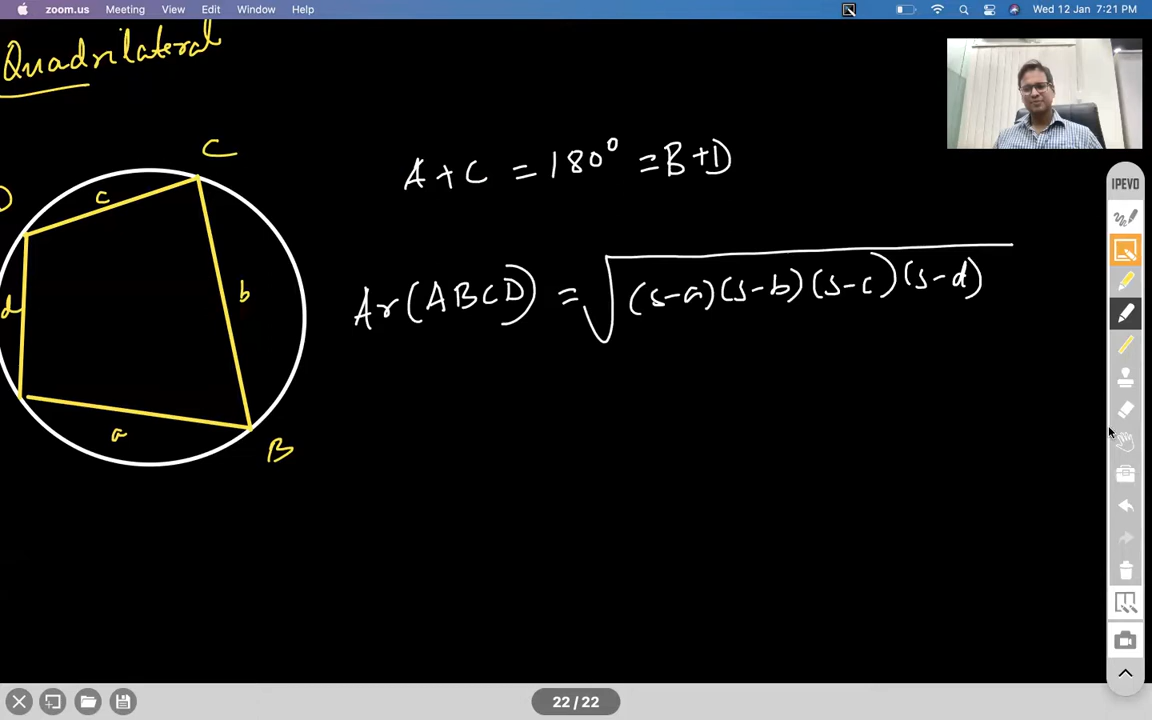 zoom.us Meeting View Edit Window Help Wed 12 Jan 7:21 PM
Quadrilateral
A + C = 180⁰ = B + D
IPEVO
Ar(ABCD) = √(s-a)(s-b)(s-c)(s-d)
C
D
c
b
d
a
B
22 / 22